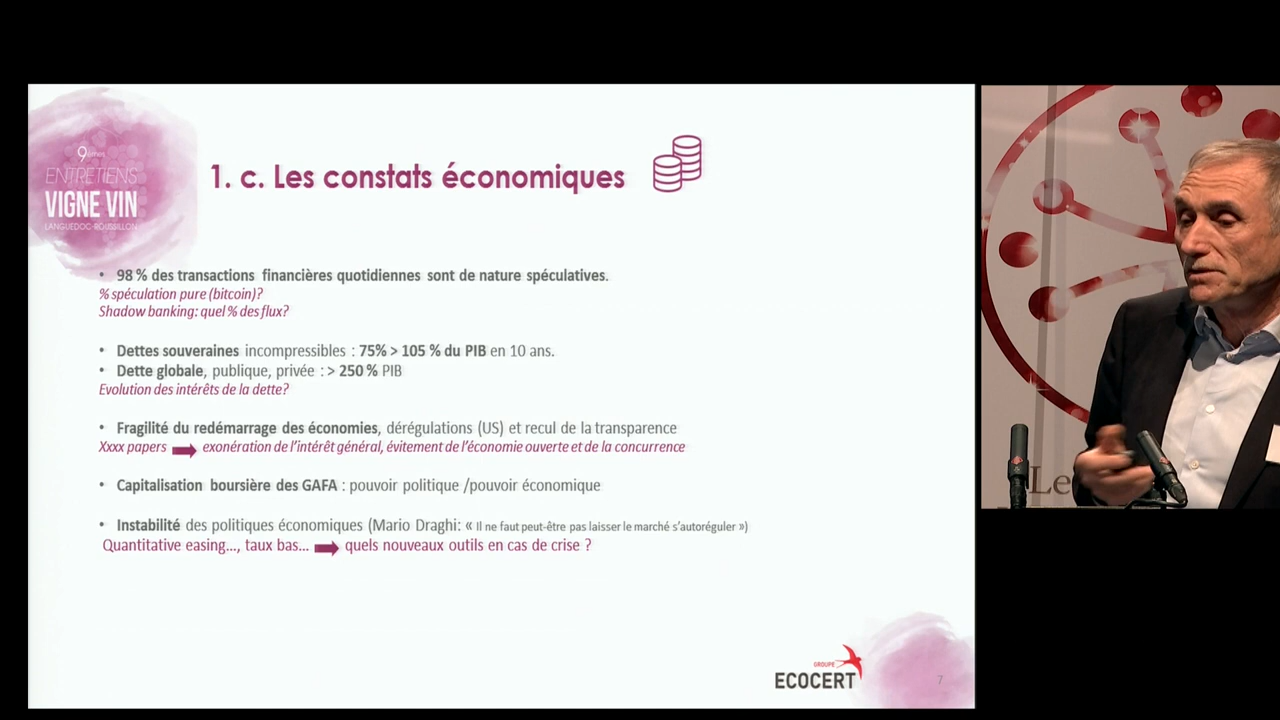 9èmes
ENTRETIENS
VIGNE VIN
LANGUEDOC-ROUSSILLON
1. c. Les constats économiques
• 98 % des transactions financières quotidiennes sont de nature spéculatives.
% spéculation pure (bitcoin)?
Shadow banking: quel % des flux?
• Dettes souveraines incompressibles : 75% > 105 % du PIB en 10 ans.
• Dette globale, publique, privée : > 250 % PIB
Evolution des intérêts de la dette?
• Fragilité du redémarrage des économies, dérégulations (US) et recul de la transparence
Xxxx papers exonération de l'intérêt général, évitement de l'économie ouverte et de la concurrence
• Capitalisation boursière des GAFA : pouvoir politique /pouvoir économique
• Instabilité des politiques économiques (Mario Draghi: « Il ne faut peut-être pas laisser le marché s'autoréguler »)
Quantitative easing..., taux bas... quels nouveaux outils en cas de crise ?
GROUPE
ECOCERT
7
Le